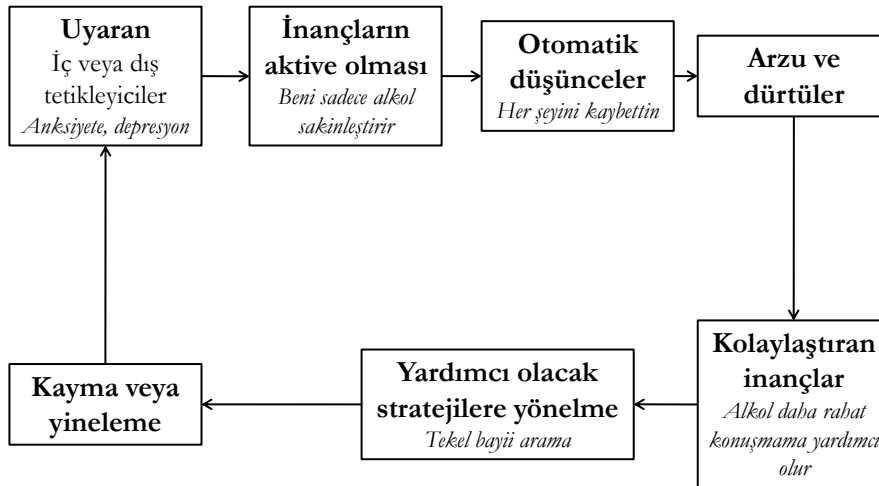 Uyaran
İç veya dış
tetikleyiciler
Anksiyete, depresyon
İnançların
aktive olması
Beni sadece alkol
sakinleştirir
Otomatik
düşünceler
Her şeyini kaybettin
Arzu ve
dürtüler
Kolaylaştıran
inançlar
Alkol daha rahat
konuşmama yardımcı
olur
Yardımcı olacak
stratejilere yönelme
Tekel bayii arama
Kayma veya
yineleme